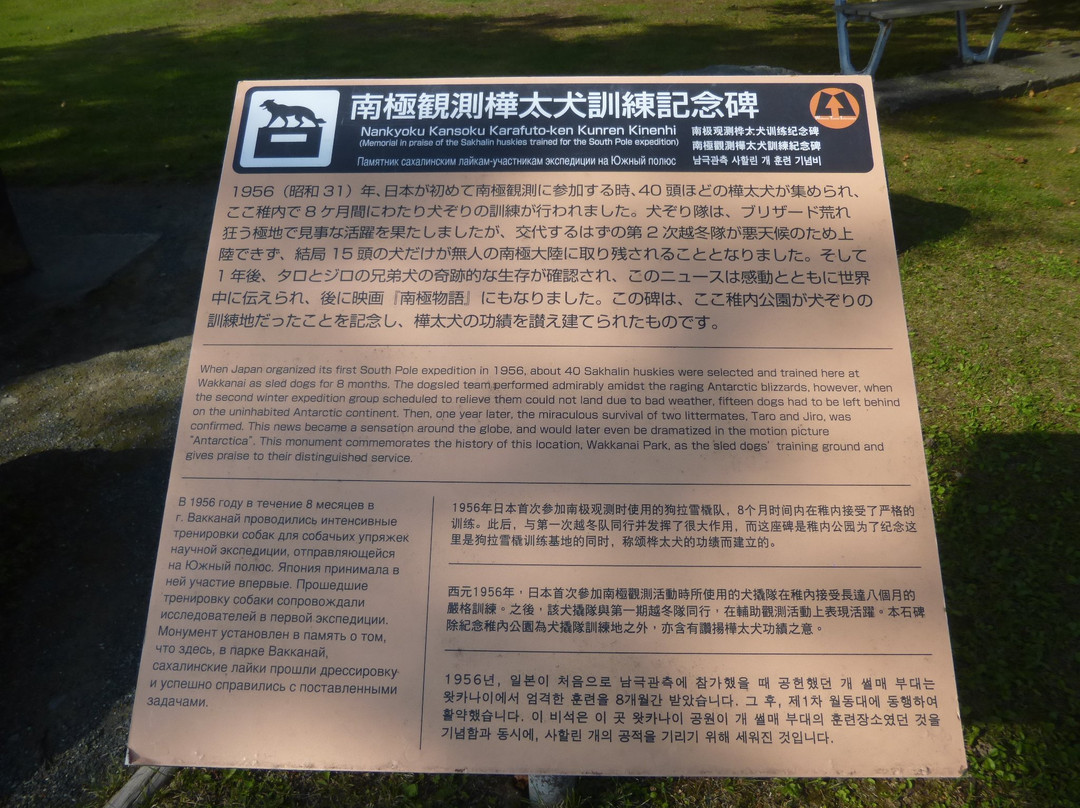 南極観測樺太犬訓練記念碑
Nankyoku Kansoku Karafuto-ken Kunren Kinenhi
(Memorial in praise of the Sakhalin huskies trained for the South Pole expedition)
Памятник сахалинским лайкам-участникам экспедиции на Южный полюс
南极观测桦太犬训练纪念碑
南極觀測樺太犬訓練紀念碑
남극관측 사할린 개 훈련 기념비
1956(昭和31)年、日本が初めて南極観測に参加する時、40頭ほどの樺太犬が集められ、
ここ稚内で8ケ月間にわたり犬ぞりの訓練が行われました。犬ぞり隊は、ブリザード荒れ
狂う極地で見事な活躍を果たしましたが、交代するはずの第2次越冬隊が悪天候のため上
陸できず、結局15頭の犬だけが無人の南極大陸に取り残されることとなりました。そして
1年後、タロとジロの兄弟犬の奇跡的な生存が確認され、このニュースは感動とともに世界
中に伝えられ、後に映画『南極物語』にもなりました。この碑は、ここ稚内公園が犬ぞりの
訓練地だったことを記念し、樺太犬の功績を讃え建てられたものです。
When Japan organized its first South Pole expedition in 1956, about 40 Sakhalin huskies were selected and trained here at
Wakkanai as sled dogs for 8 months. The dogsled team performed admirably amidst the raging Antarctic blizzards, however, when
the second winter expedition group scheduled to relieve them could not land due to bad weather, fifteen dogs had to be left behind
on the uninhabited Antarctic continent. Then, one year later, the miraculous survival of two littermates, Taro and Jiro, was
confirmed. This news became a sensation around the globe, and would later even be dramatized in the motion picture
"Antarctica". This monument commemorates the history of this location, Wakkanai Park, as the sled dogs' training ground and
gives praise to their distinguished service.
В 1956 году в течение 8 месяцев в
г. Вакканай проводились интенсивные
тренировки собак для собачьих упряжек
научной экспедиции, отправляющейся
на Южный полюс. Япония принимала в
ней участие впервые. Прошедшие
тренировку собаки сопровождали
исследователей в первой экспедиции.
Монумент установлен в память о том,
что здесь, в парке Вакканай,
сахалинские лайки прошли дрессировку
и успешно справились с поставленными
задачами.
1956年日本首次参加南极观测时使用的狗拉雪橇队，8个月时间内在稚内接受了严格的
训练。此后，与第一次越冬队同行并发挥了很大作用，而这座碑是稚内公园为了纪念这
里是狗拉雪橇训练基地的同时，称颂桦太犬的功绩而建立的。
西元1956年，日本首次參加南極觀測活動時所使用的犬撬隊在稚內接受長達八個月的
嚴格訓練。之後，該犬撬隊與第一期越冬隊同行，在輔助觀測活動上表現活躍。本石碑
除紀念稚內公園為犬撬隊訓練地之外，亦含有讚揚樺太犬功績之意。
1956년, 일본이 처음으로 남극관측에 참가했을 때 공헌했던 개 썰매 부대는
왓카나이에서 엄격한 훈련을 8개월간 받았습니다. 그 후, 제1차 월동대에 동행하여
활약했습니다. 이 비석은 이 곳 왓카나이 공원이 개 썰매 부대의 훈련장소였던 것을
기념함과 동시에, 사할린 개의 공적을 기리기 위해 세워진 것입니다.